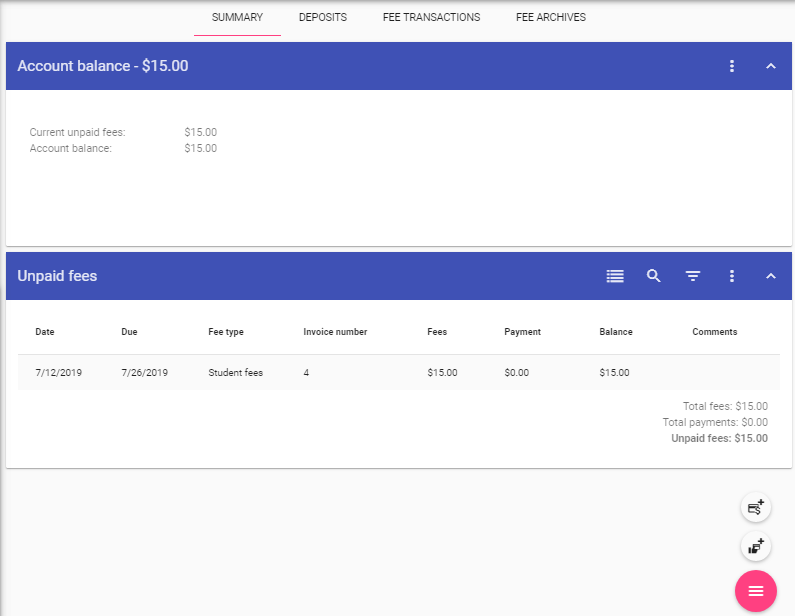 SUMMARY DEPOSITS FEE TRANSACTIONS FEE ARCHIVES
Account balance - $15.00
Current unpaid fees: $15.00
Account balance: $15.00
Unpaid fees
Date Due Fee type Invoice number Fees Payment Balance Comments
7/12/2019 7/26/2019 Student fees 4 $15.00 $0.00 $15.00
Total fees: $15.00
Total payments: $0.00
Unpaid fees: $15.00